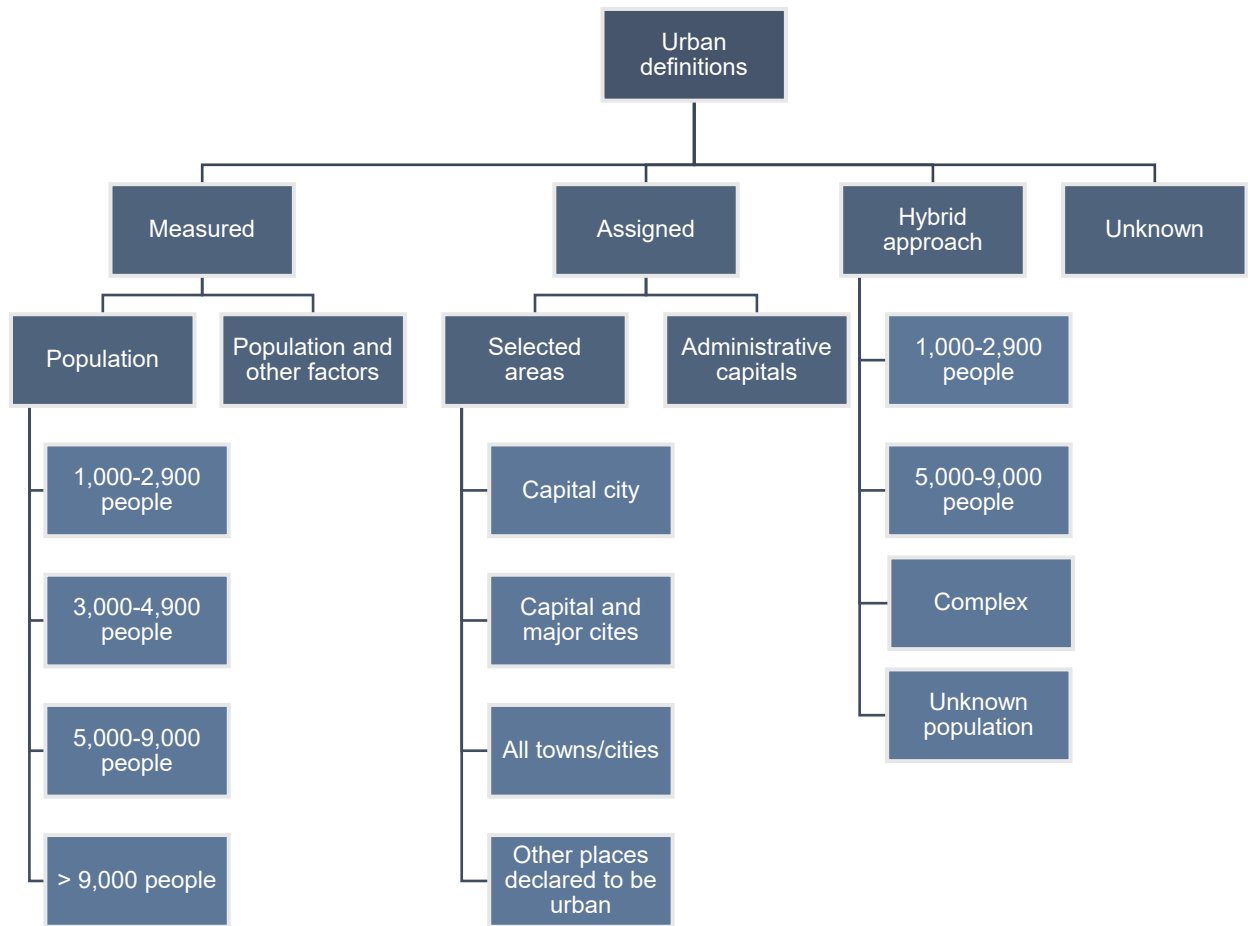 Urban
definitions
Measured
Assigned
Hybrid
approach
Unknown
Population
Population and
other factors
Selected
areas
Administrative
capitals
1,000-2,900
people
1,000-2,900
people
Capital city
5,000-9,000
people
3,000-4,900
people
Capital and
major cites
Complex
5,000-9,000
people
All towns/cities
Unknown
population
> 9,000 people
Other places
declared to be
urban